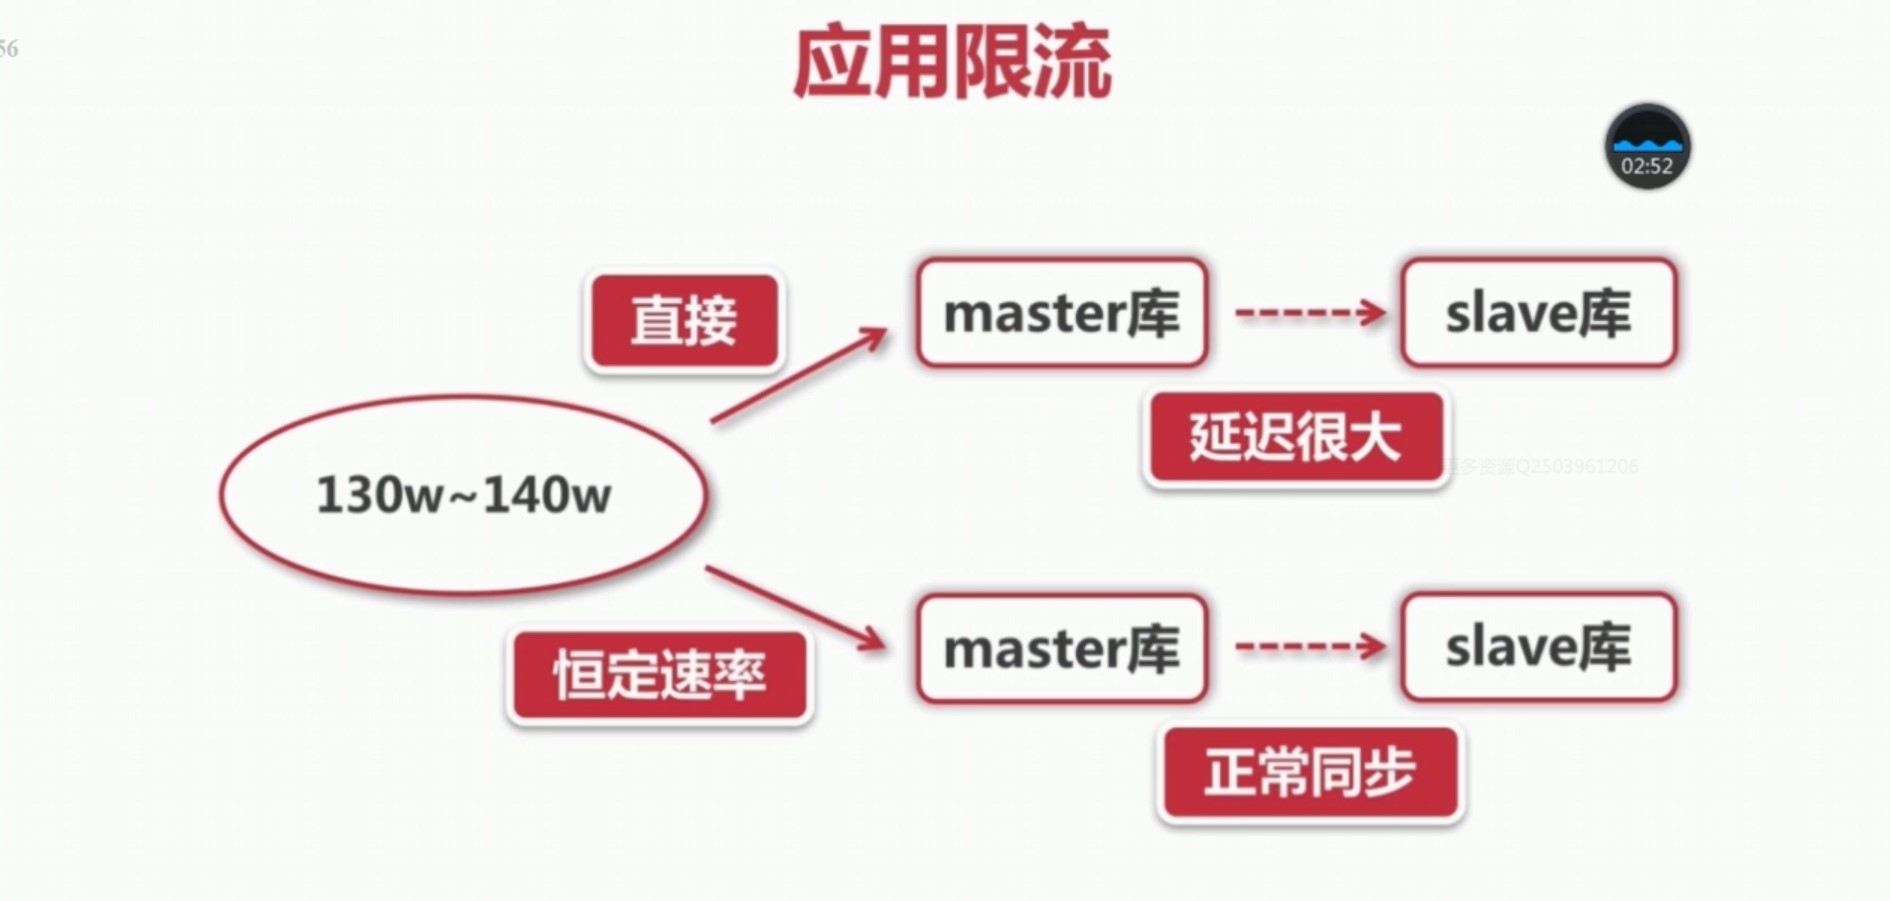 应用限流
56
02:52
直接
master库
slave库
延迟很大
更多资源Q2503961206
130w~140w
恒定速率
master库
slave库
正常同步